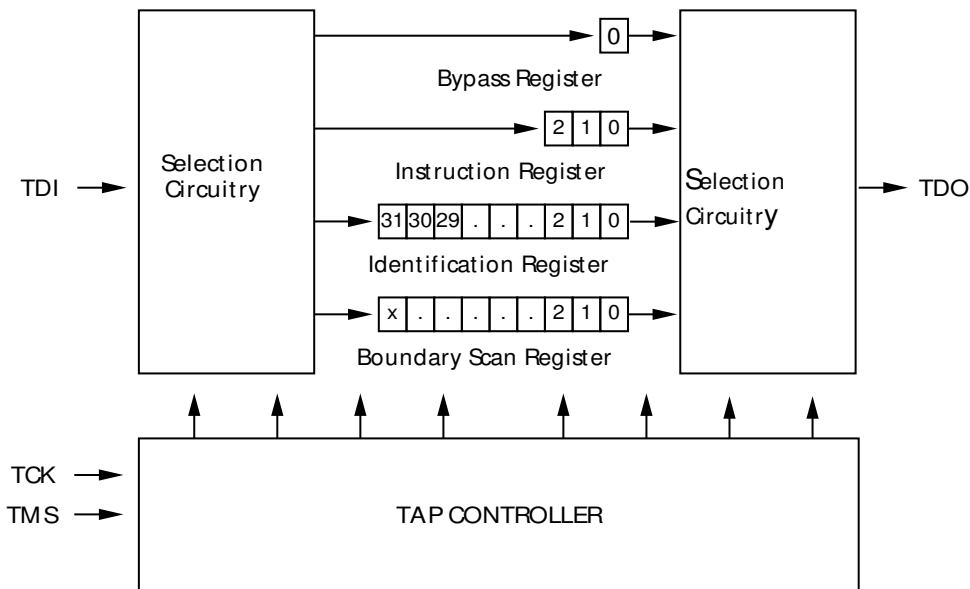 0
Bypass Register
2 1 0
Selection
Circuitry
Instruction Register
Selection
Circuitry
TDI
TDO
31 30 29 . . . 2 1 0
Identification Register
x . . . . . 2 1 0
Boundary Scan Register
TCK
TMS
TAP CONTROLLER